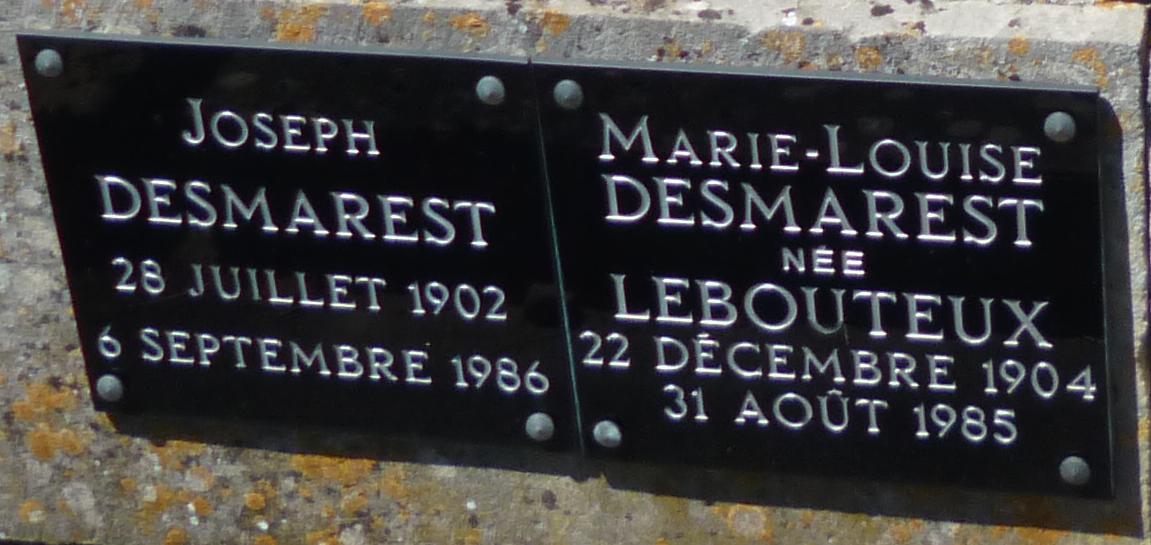 JOSEPH
DESMAREST
28 JUILLET 1902
6 SEPTEMBRE 1986
MARIE-LOUISE
DESMAREST
NÉE
LEBOUTEUX
22 DÉCEMBRE 1904
31 AOÛT 1985